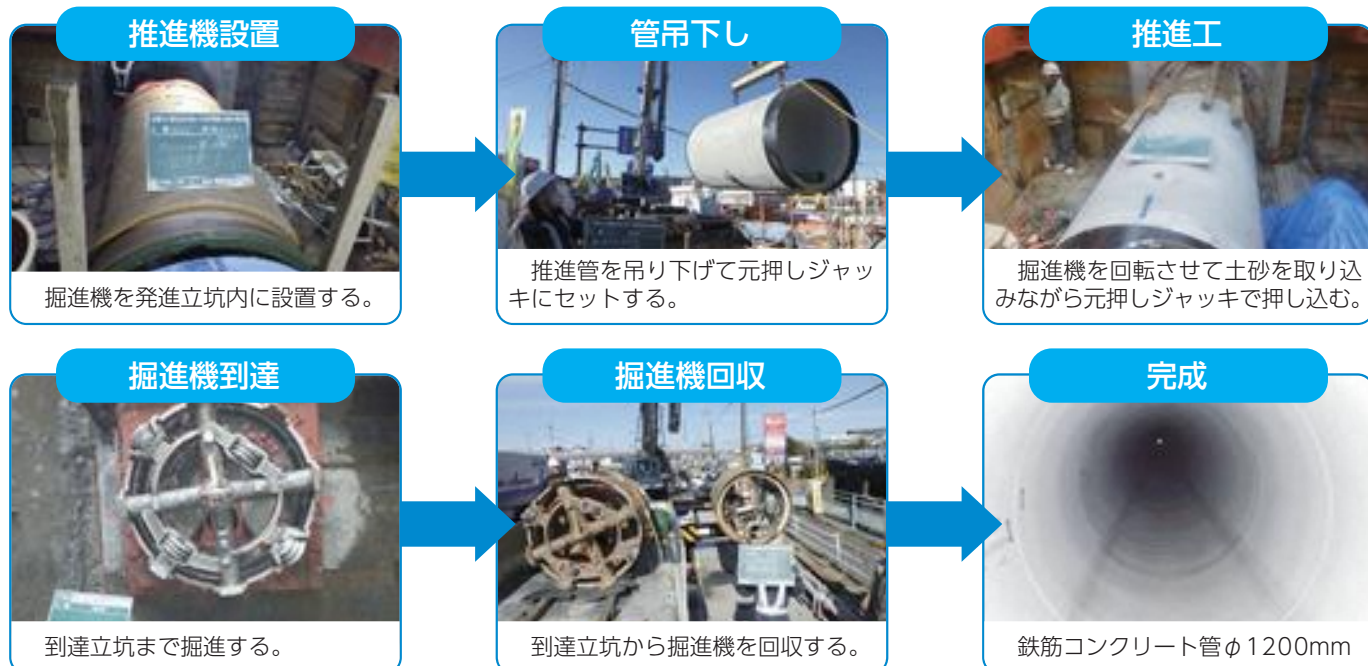 推進機設置
管吊下し
推進工
掘進機を発進立坑内に設置する。
推進管を吊り下げて元押しジャッ
キにセットする。
掘進機を回転させて土砂を取り込
みながら元押しジャッキで押し込む。
掘進機到達
掘進機回収
完成
到達立坑まで掘進する。
到達立坑から掘進機を回収する。
鉄筋コンクリート管φ1200mm